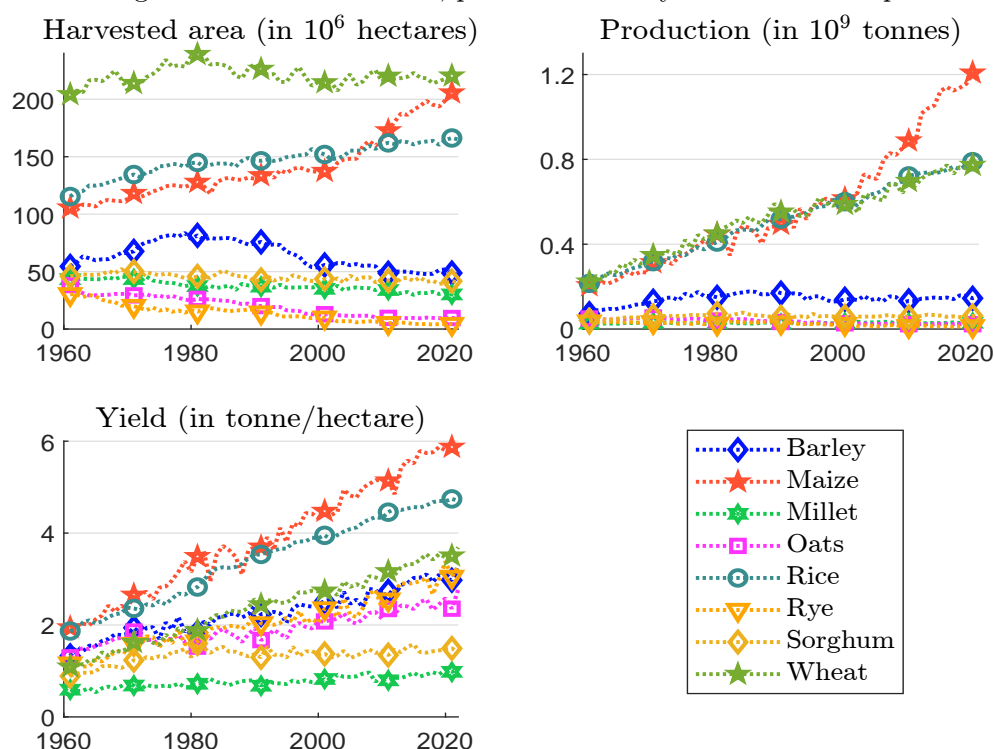 Harvested area (in 10⁶ hectares)
200
150
100
50
0
1960 1980 2000 2020
Production (in 10⁹ tonnes)
1.2
0.8
0.4
0
1960 1980 2000 2020
Yield (in tonne/hectare)
6
4
2
0
1960 1980 2000 2020
Barley
Maize
Millet
Oats
Rice
Rye
Sorghum
Wheat